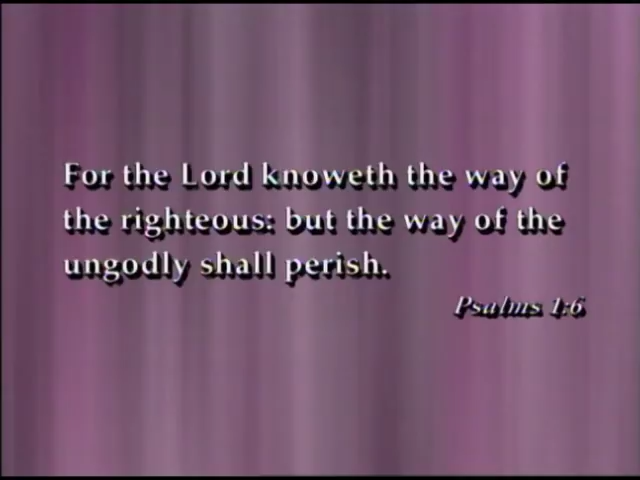 For the Lord knoweth the way of
the righteous: but the way of the
ungodly shall perish.
Psalms 1:6